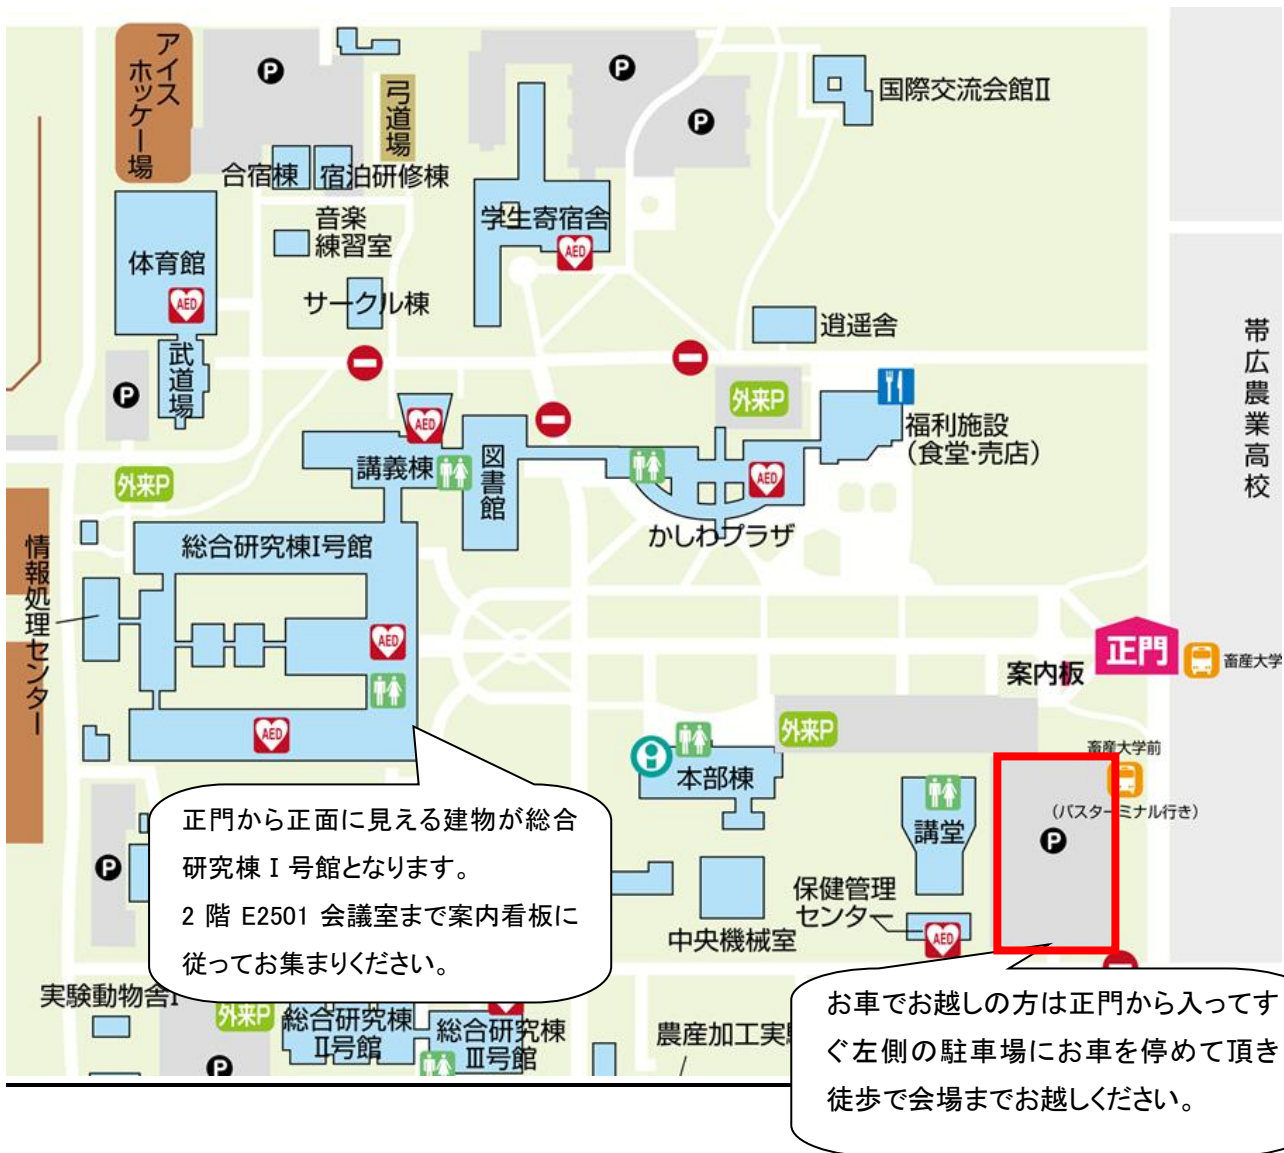 アイスホッケー場
P
弓道場
P
P
国際交流会館Ⅱ
合宿棟
宿泊研修棟
音楽
練習室
学生寄宿舎
AED
体育館
AED
サークル棟
逍遥舎
帯広農業高校
武道場
P
外来P
福利施設
(食堂・売店)
AED
講義棟
図書館
AED
外来P
かしわプラザ
総合研究棟Ⅰ号館
情報処理センター
AED
正門
畜産大学
案内板
AED
外来P
畜産大学前
(バスターミナル行き)
本部棟
講堂
P
P
正門から正面に見える建物が総合
研究棟 I 号館となります。
2 階 E2501 会議室まで案内看板に
従ってお集まりください。
保健管理
センター
AED
中央機械室
実験動物舎I
外来P
総合研究棟
Ⅱ号館
総合研究棟
Ⅲ号館
P
農産加工実
お車でお越しの方は正門から入ってす
ぐ左側の駐車場にお車を停めて頂き
徒歩で会場までお越しください。